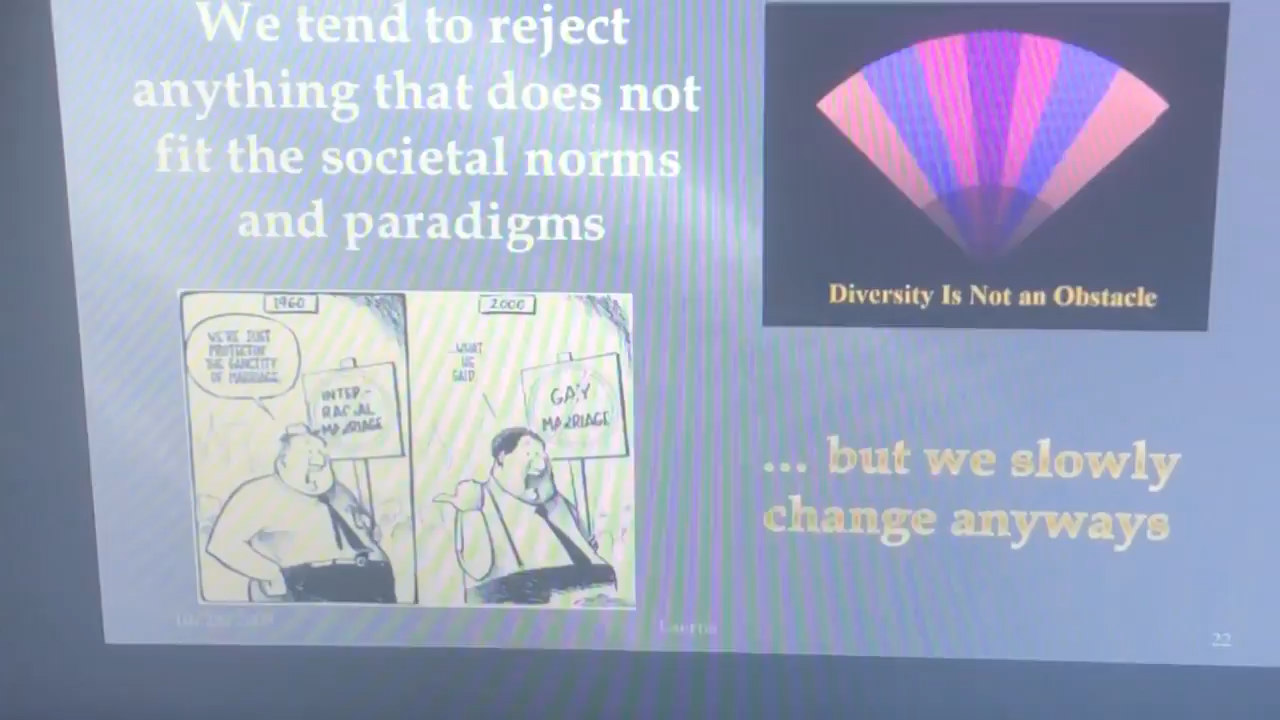 We tend to reject
anything that does not
fit the societal norms
and paradigms
Diversity Is Not an Obstacle
1960
WE'RE JUST
PROTECTIN'
THE SANCTITY
OF MARRIAGE
INTER-
RACIAL
MARRIAGE
2000
...WHAT
HE
SAID
GAY
MARRIAGE
... but we slowly
change anyways
22